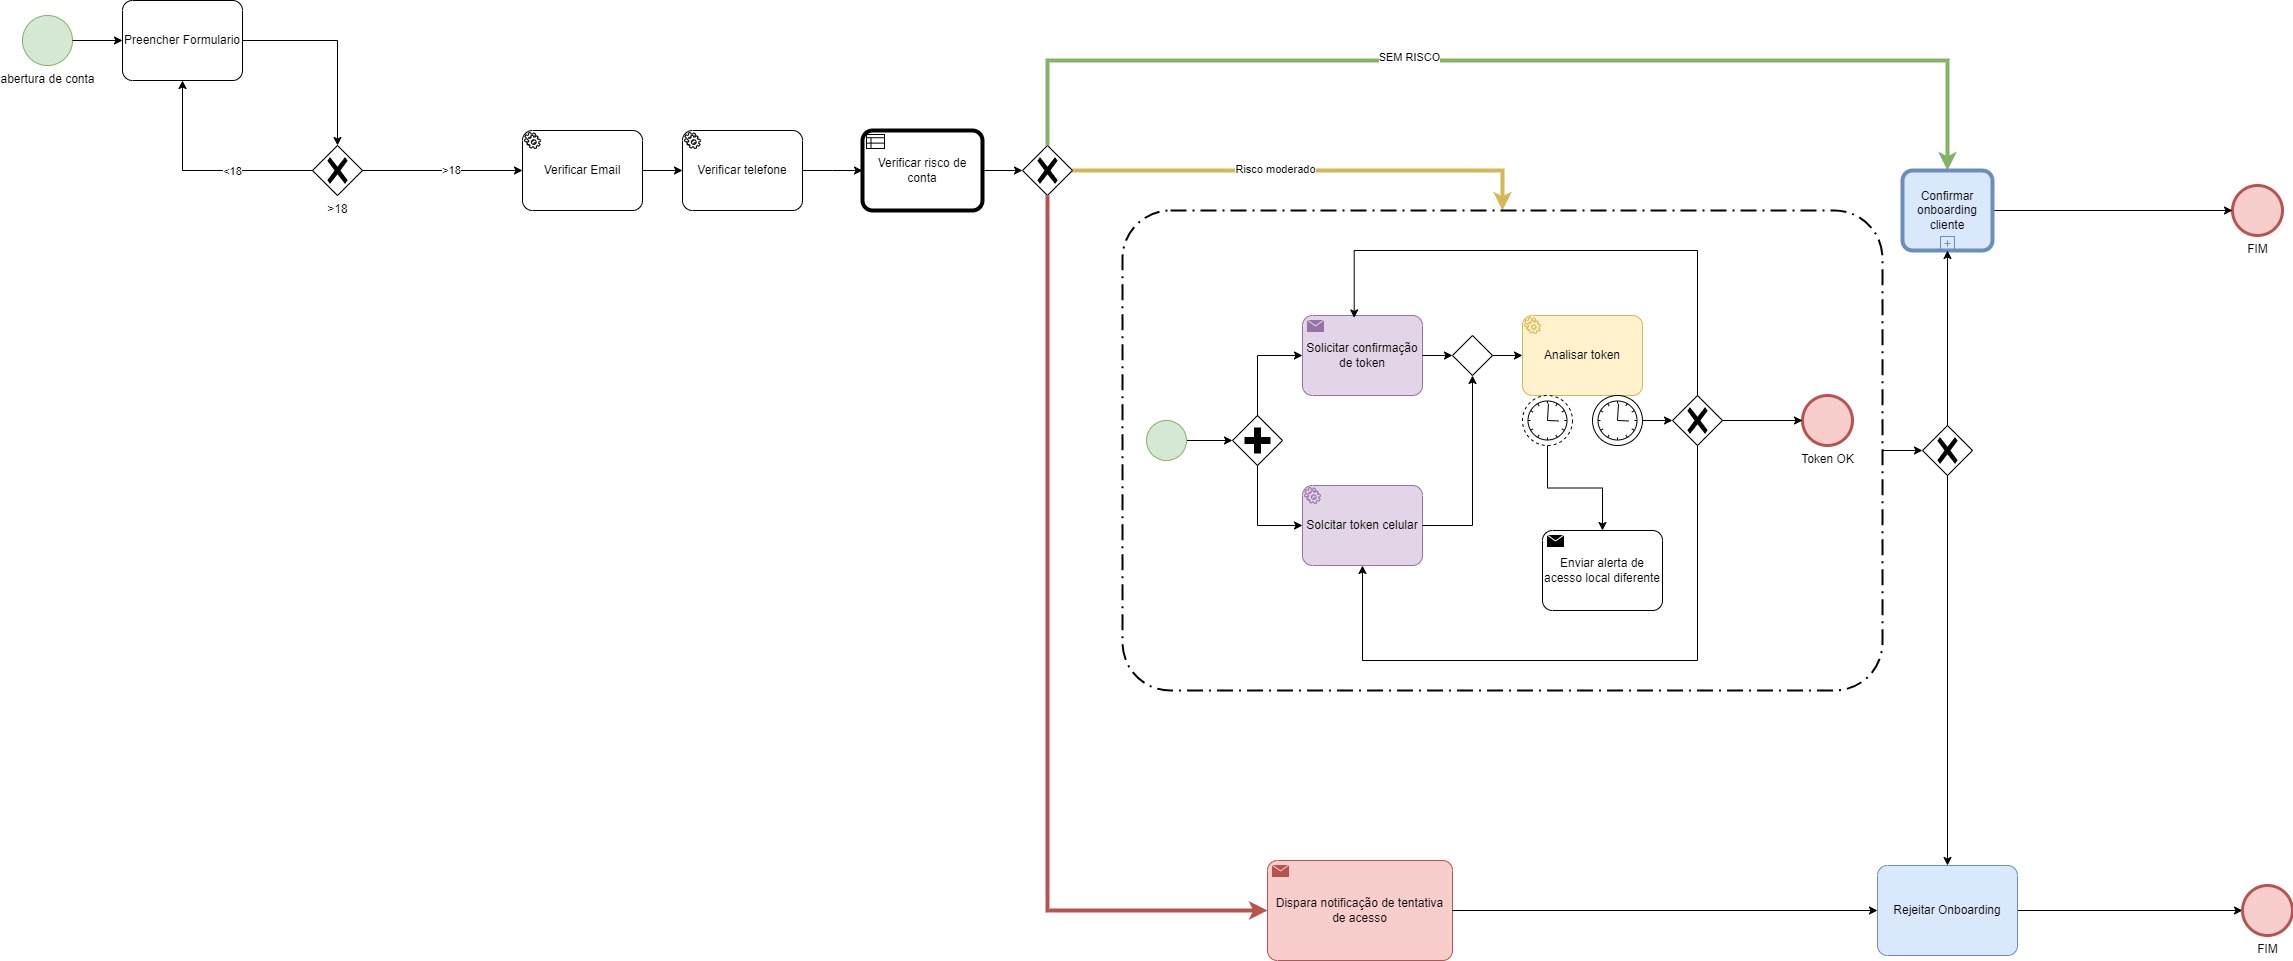 abertura de conta
Preencher Formulario
<18
>18
>18
Verificar Email
Verificar telefone
Verificar risco de
conta
SEM RISCO
Risco moderado
Confirmar
onboarding
cliente
FIM
Solicitar confirmação
de token
Analisar token
Token OK
Solcitar token celular
Enviar alerta de
acesso local diferente
Dispara notificação de tentativa
de acesso
Rejeitar Onboarding
FIM